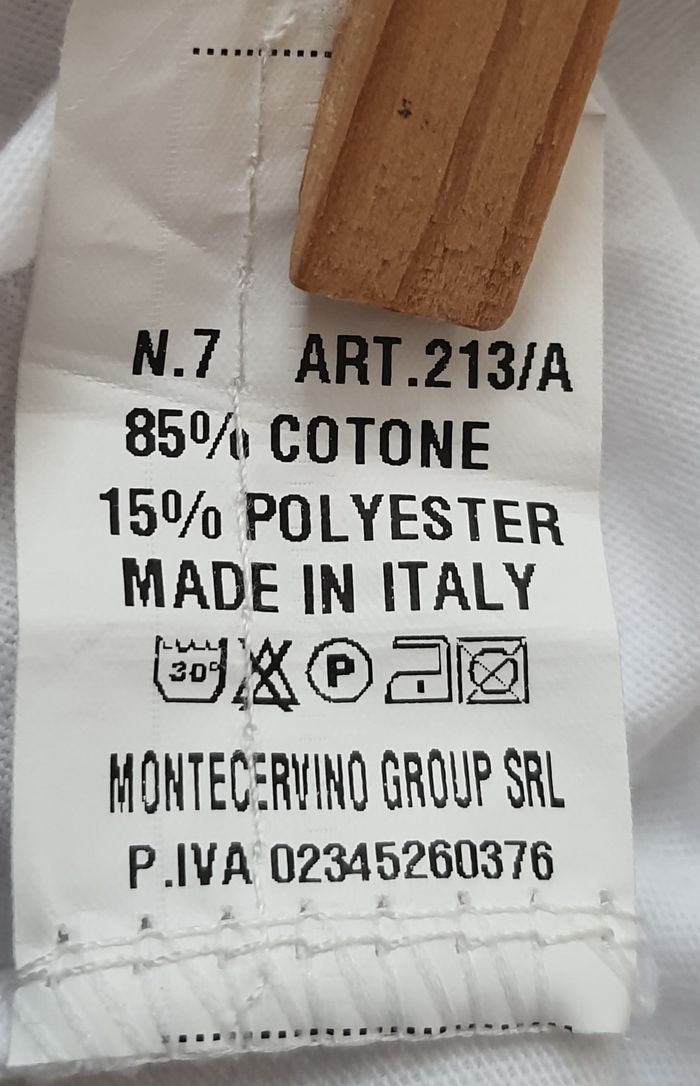 N.7 ART.213/A
85% COTONE
15% POLYESTER
MADE IN ITALY
30° P
MONTECERVINO GROUP SRL
P.IVA 02345260376